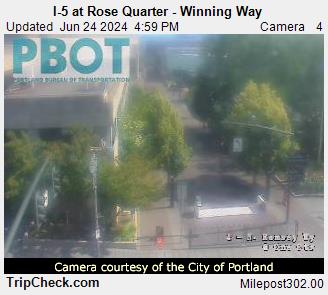 I-5 at Rose Quarter - Winning Way
Updated Jun 24 2024 4:59 PM Camera 4
PBOT
PORTLAND BUREAU OF TRANSPORTATION
Camera courtesy of the City of Portland
TripCheck.com Milepost302.00